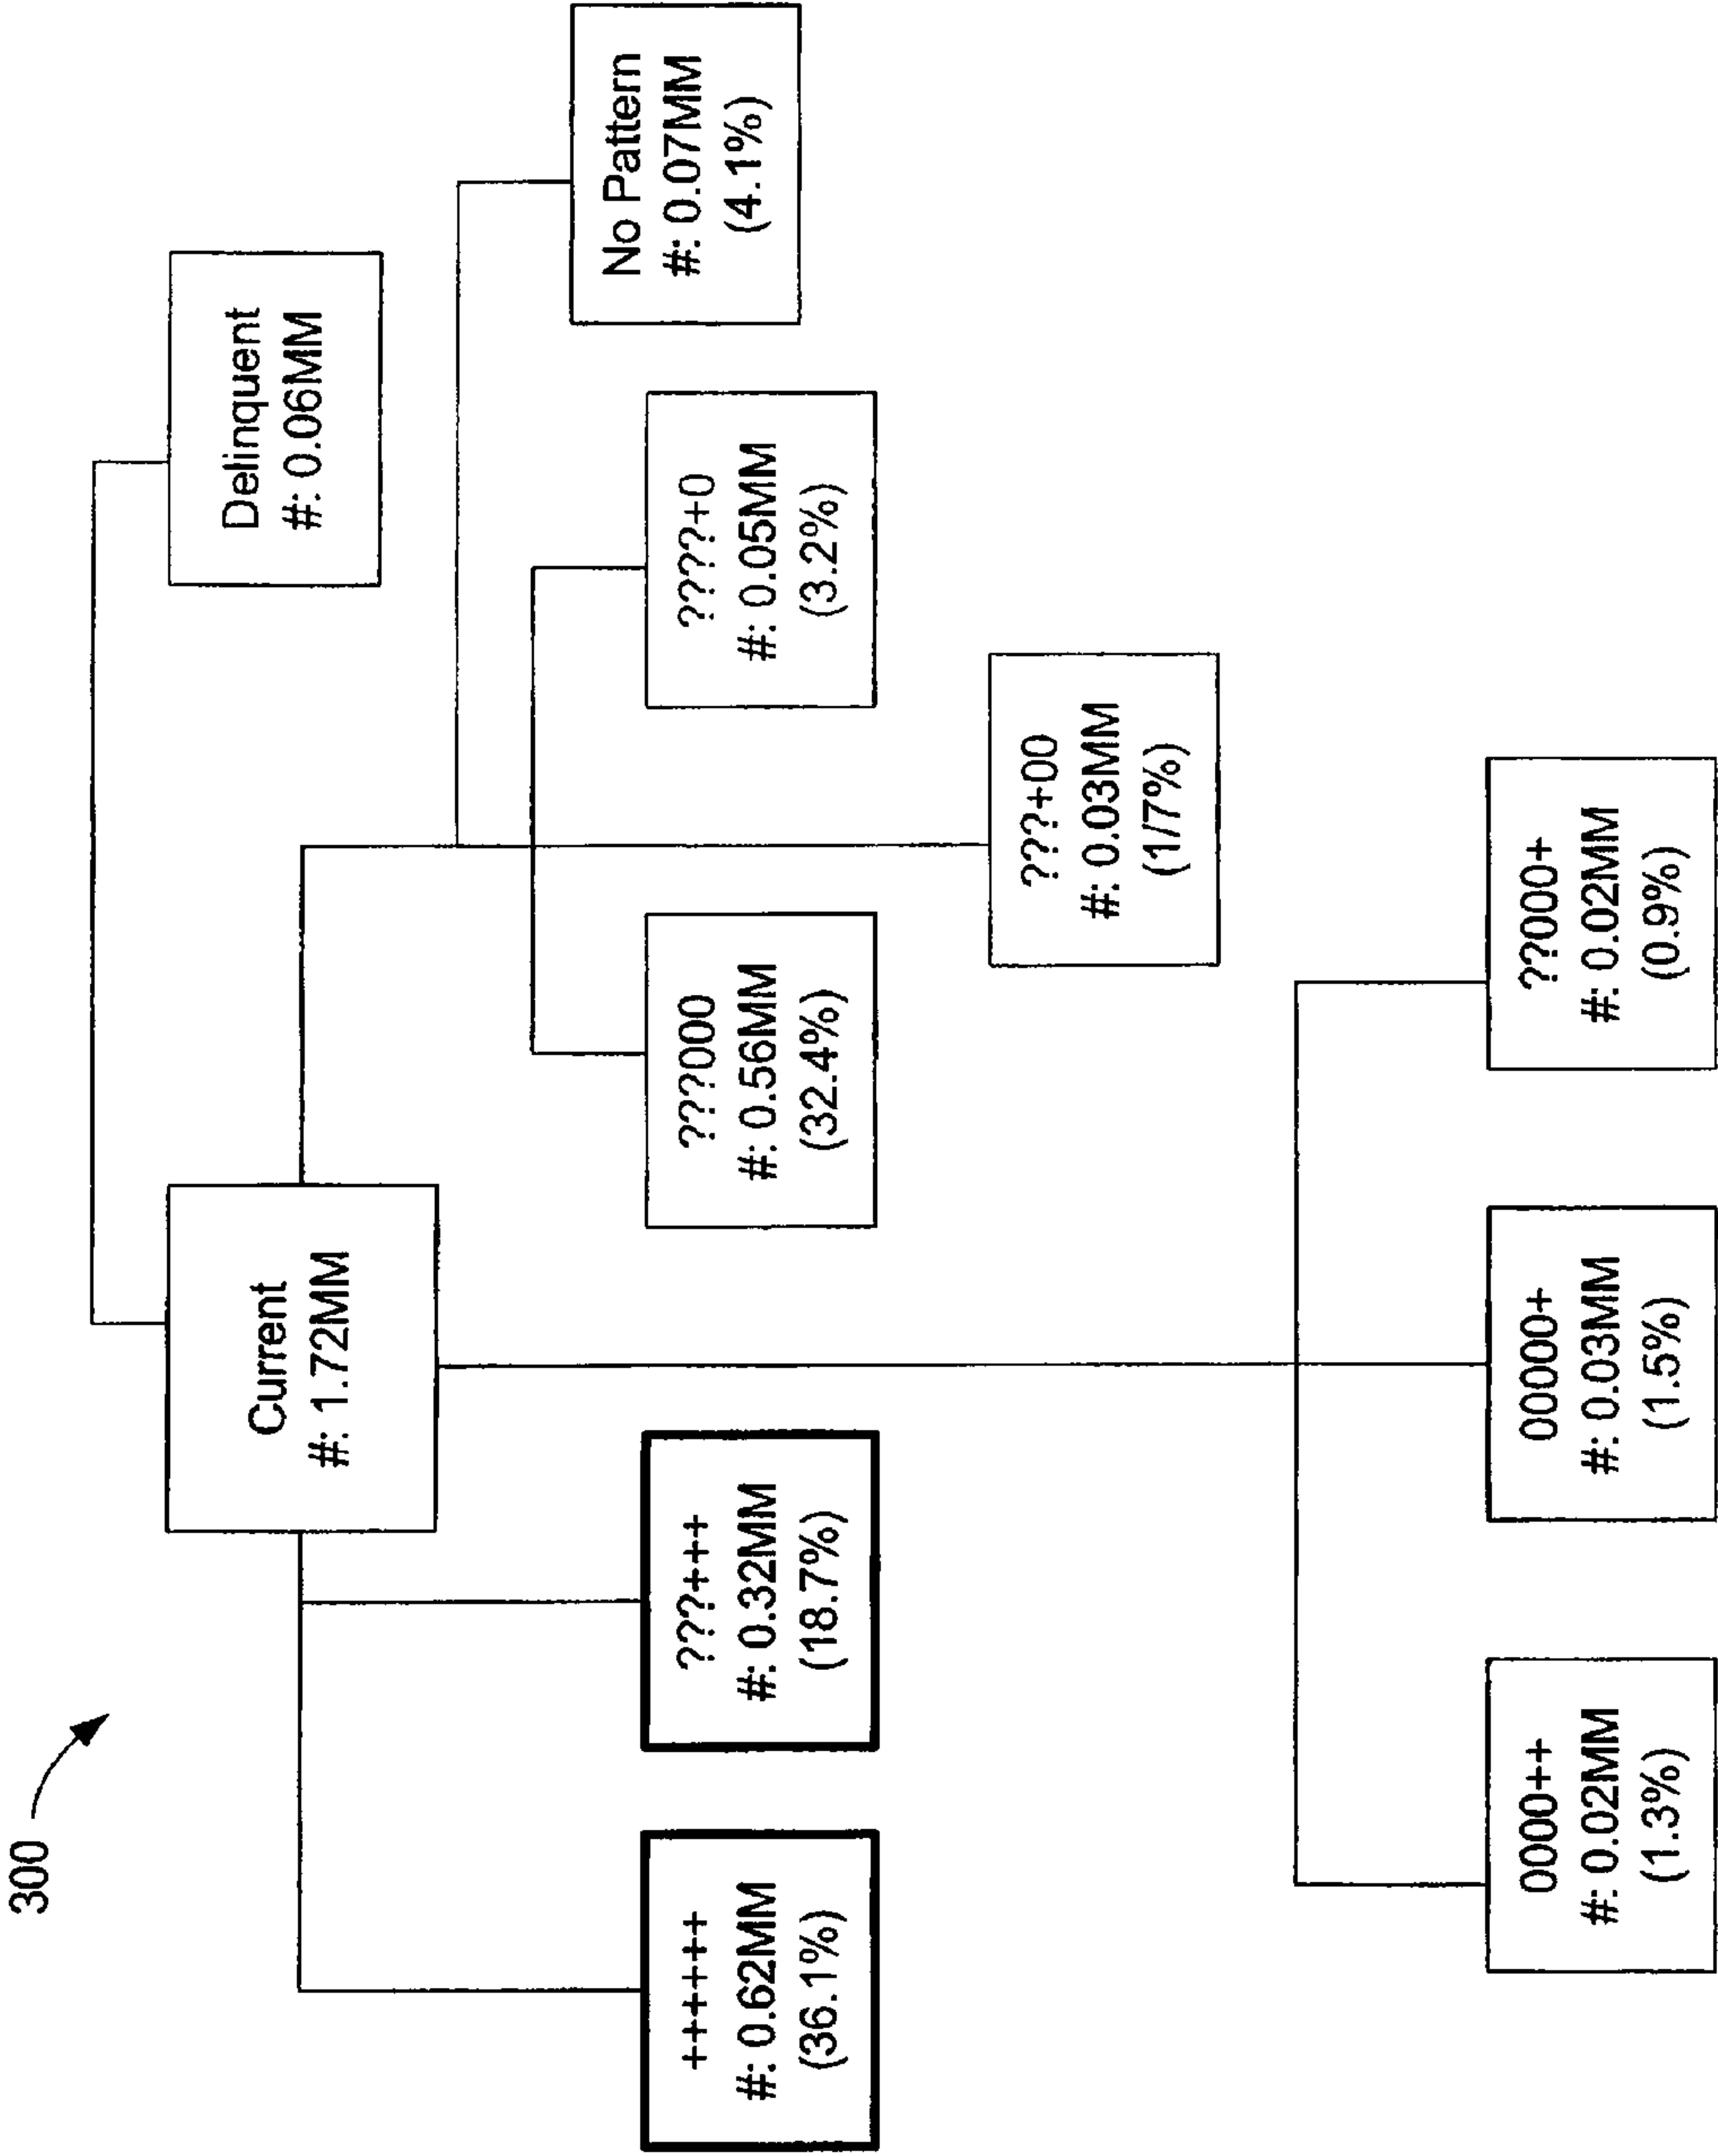 300
Current
#: 1.72MM
Delinquent
#: 0.06MM
++++++
#: 0.62MM
(36.1%)
???+++
#: 0.32MM
(18.7%)
???000
#: 0.56MM
(32.4%)
????+0
#: 0.05MM
(3.2%)
No Pattern
#: 0.07MM
(4.1%)
???+00
#: 0.03MM
(1/7%)
0000++
#: 0.02MM
(1.3%)
00000+
#: 0.03MM
(1.5%)
??000+
#: 0.02MM
(0.9%)